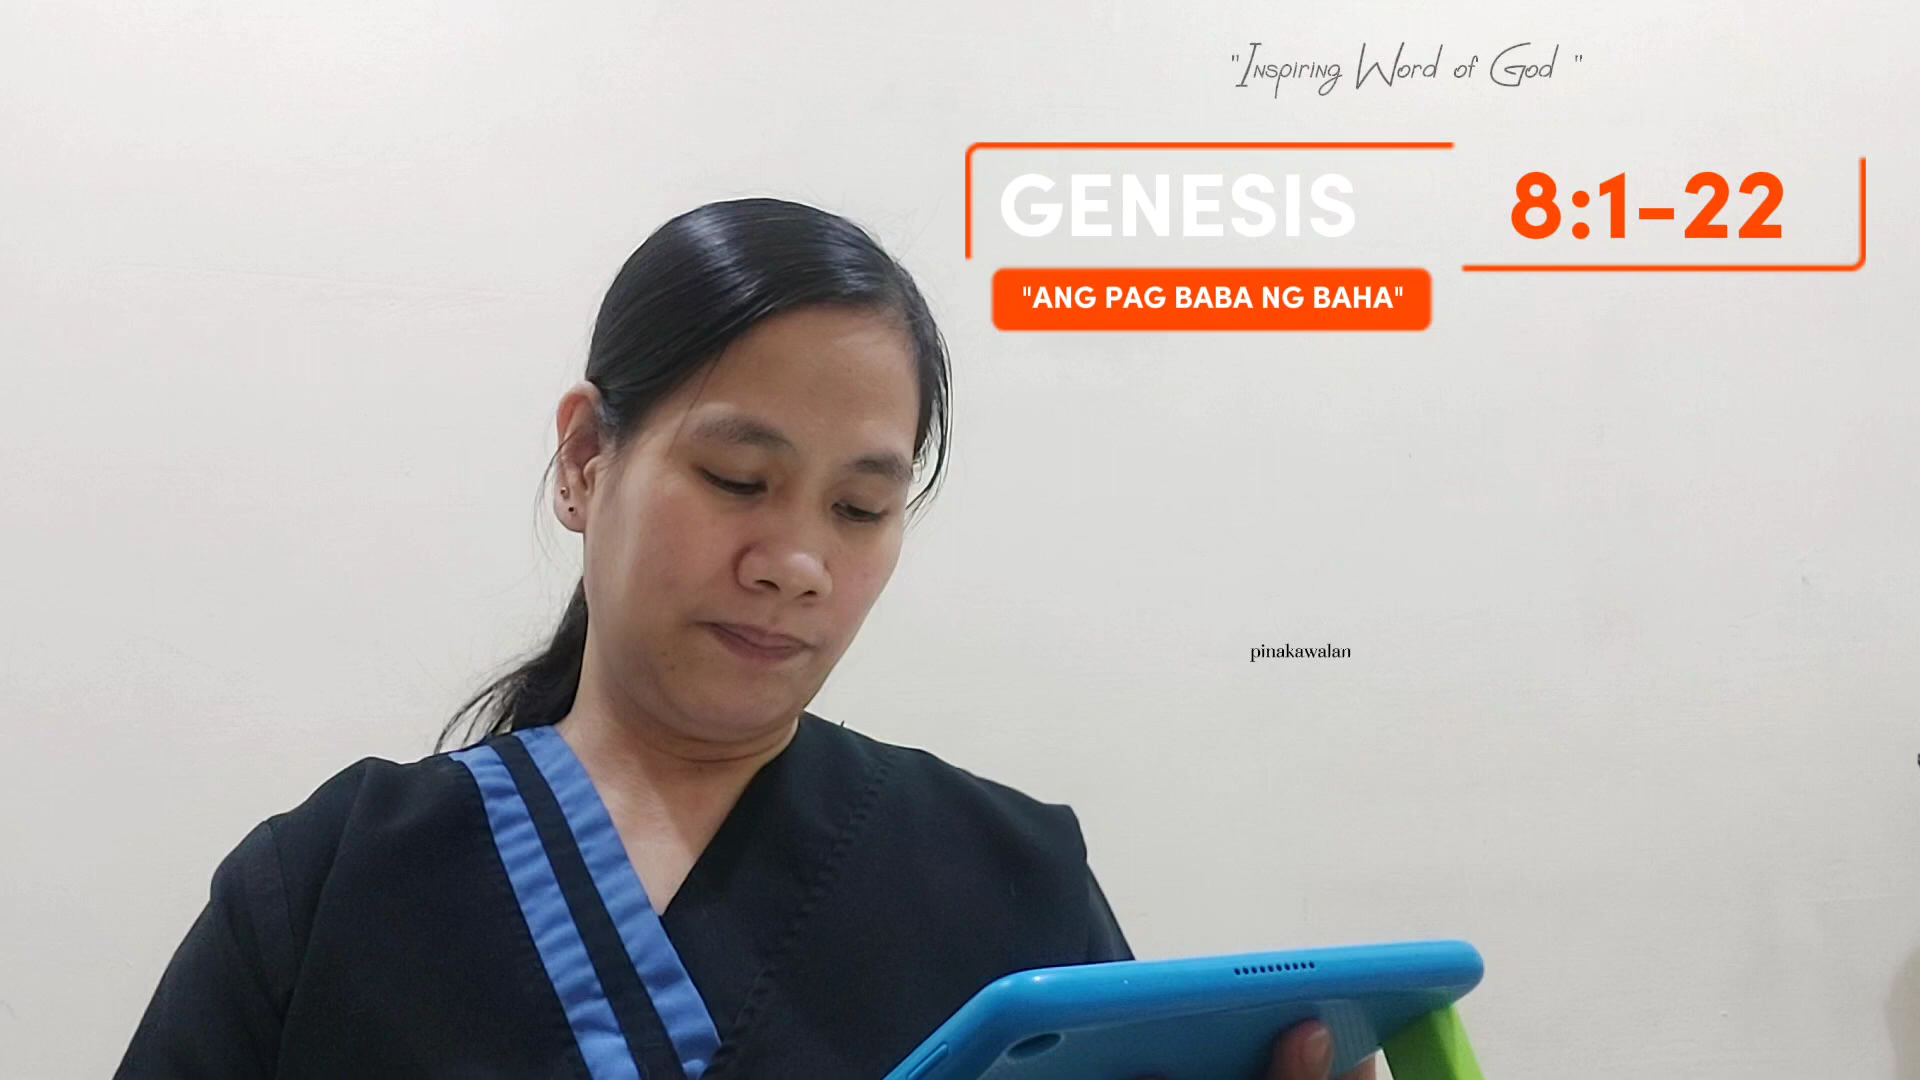 "Inspiring Word of God "
GENESIS 8:1-22
"ANG PAG BABA NG BAHA"
pinakawalan